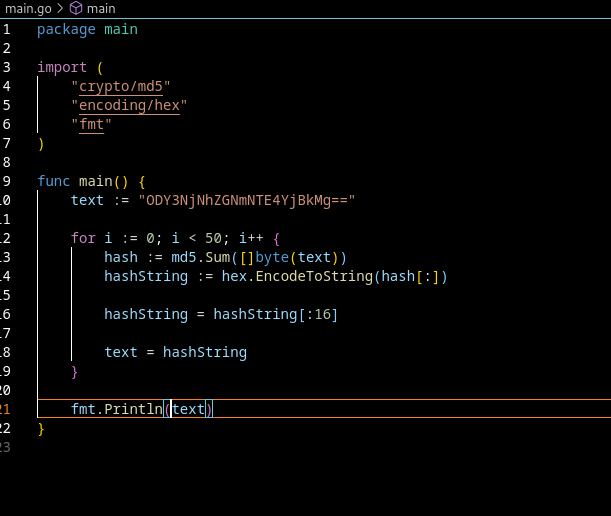 main.go > main
1 package main
2
3 import (
4 "crypto/md5"
5 "encoding/hex"
6 "fmt"
7 )
8
9 func main() {
10 text := "ODY3NjNhZGNmNTE4YjBkMg=="
11
12 for i := 0; i < 50; i++ {
13 hash := md5.Sum([]byte(text))
14 hashString := hex.EncodeToString(hash[:])
15
16 hashString = hashString[:16]
17
18 text = hashString
19 }
20
21 fmt.Println(text)
22 }
23